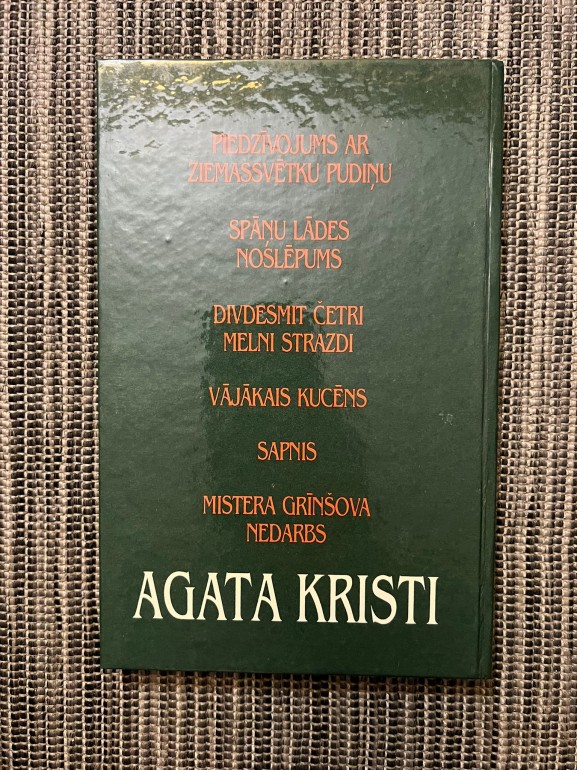 PIEDZĪVOJUMS AR
ZIEMASSVĒTKU PUDIŅU
SPĀŅU LĀDES
NOSLĒPUMS
DIVDESMIT ČETRI
MELNI STRAZDI
VĀJĀKAIS KUCĒNS
SAPNIS
MISTERA GRĪNŠOVA
NEDARBS
AGATA KRISTI